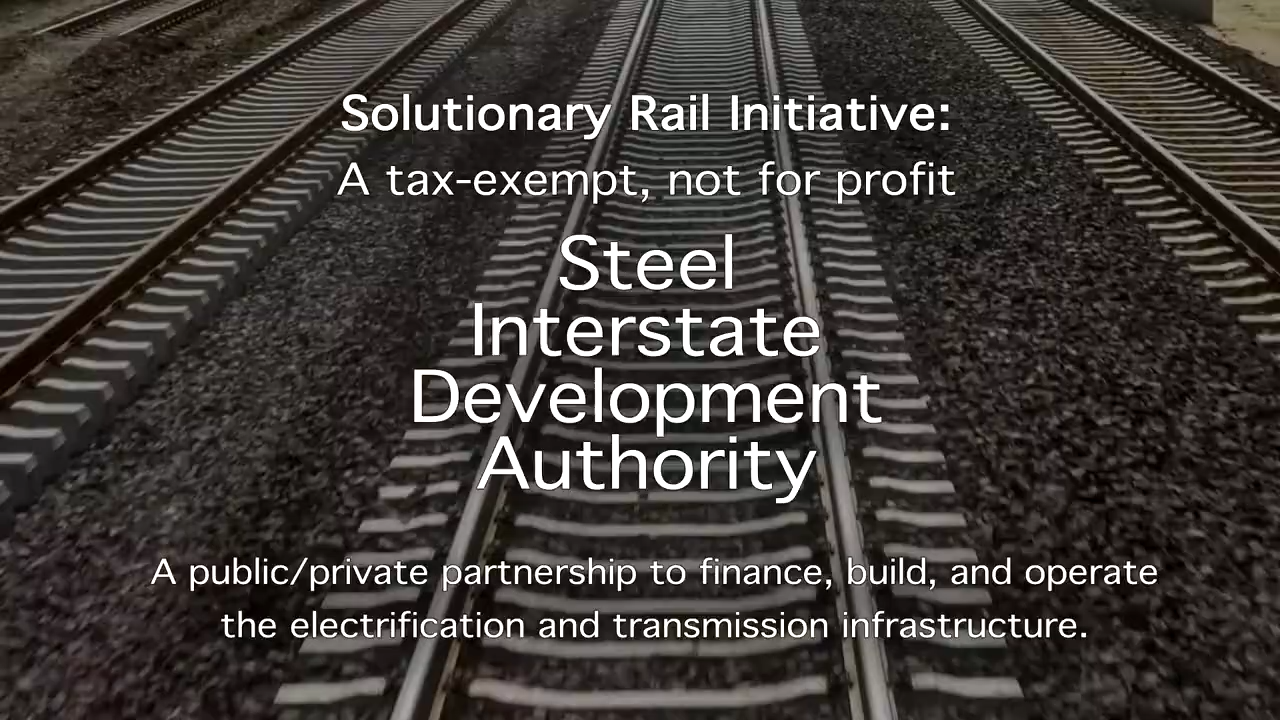 Solutionary Rail Initiative:
A tax-exempt, not for profit
Steel
Interstate
Development
Authority
A public/private partnership to finance, build, and operate
the electrification and transmission infrastructure.